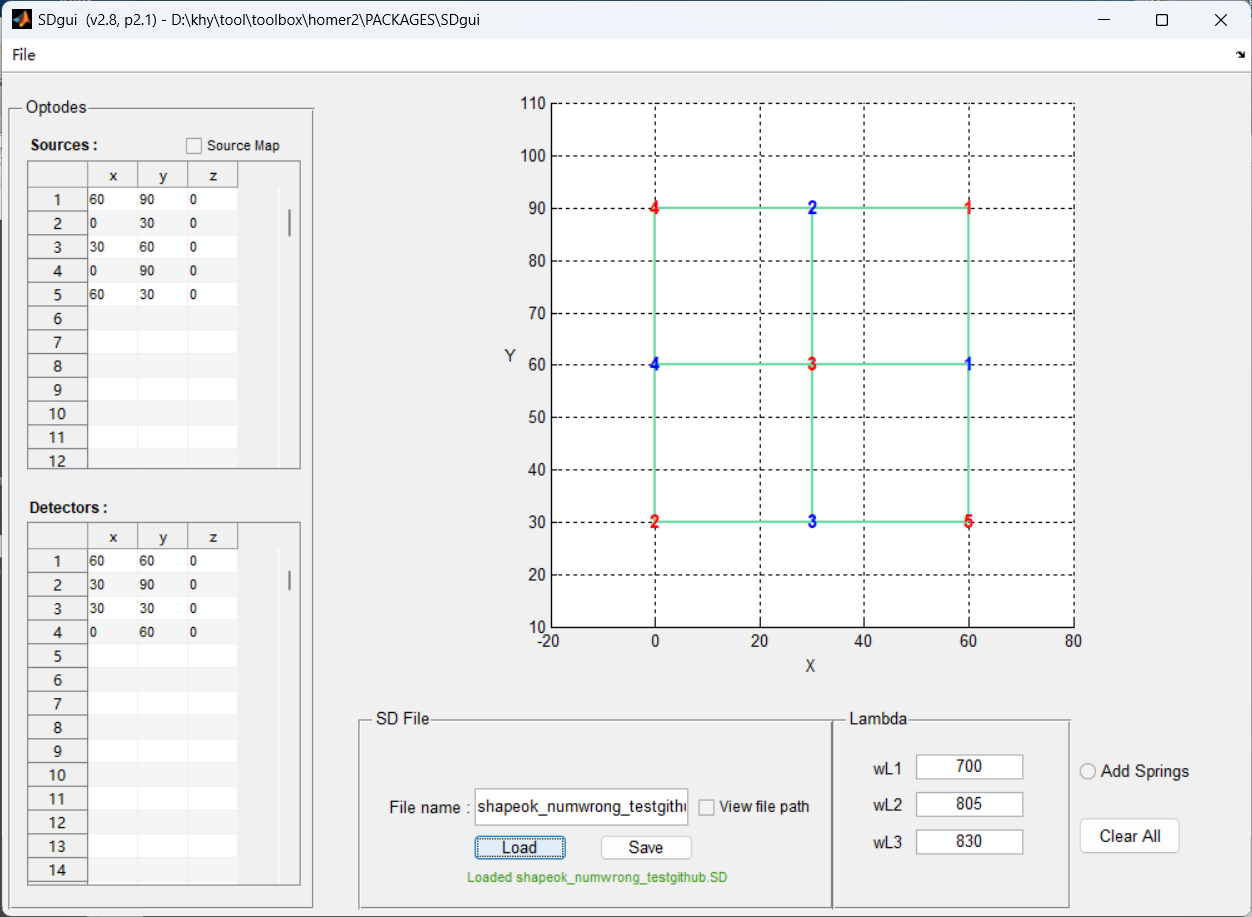 SDgui (v2.8, p2.1) - D:\khy\tool\toolbox\homer2\PACKAGES\SDgui
File
Optodes
Sources :
Source Map
x y z
1 60 90 0
2 0 30 0
3 30 60 0
4 0 90 0
5 60 30 0
6
7
8
9
10
11
12
Detectors :
x y z
1 60 60 0
2 30 90 0
3 30 30 0
4 0 60 0
5
6
7
8
9
10
11
12
13
14
110
100
90
80
70
60
50
40
30
20
10
Y
4 2 1
4 3 1
2 3 5
-20 0 20 40 60 80
X
SD File
File name : shapeok_numwrong_testgith
View file path
Load Save
Loaded shapeok_numwrong_testgithub.SD
Lambda
wL1 700
wL2 805
wL3 830
Add Springs
Clear All